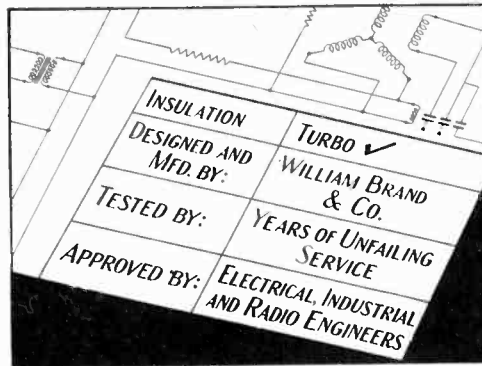 INSULATION
TURBO ✓
DESIGNED AND
MFD. BY:
WILLIAM BRAND
& CO.
TESTED BY:
YEARS OF UNFAILING
SERVICE
APPROVED BY:
ELECTRICAL, INDUSTRIAL
AND RADIO ENGINEERS